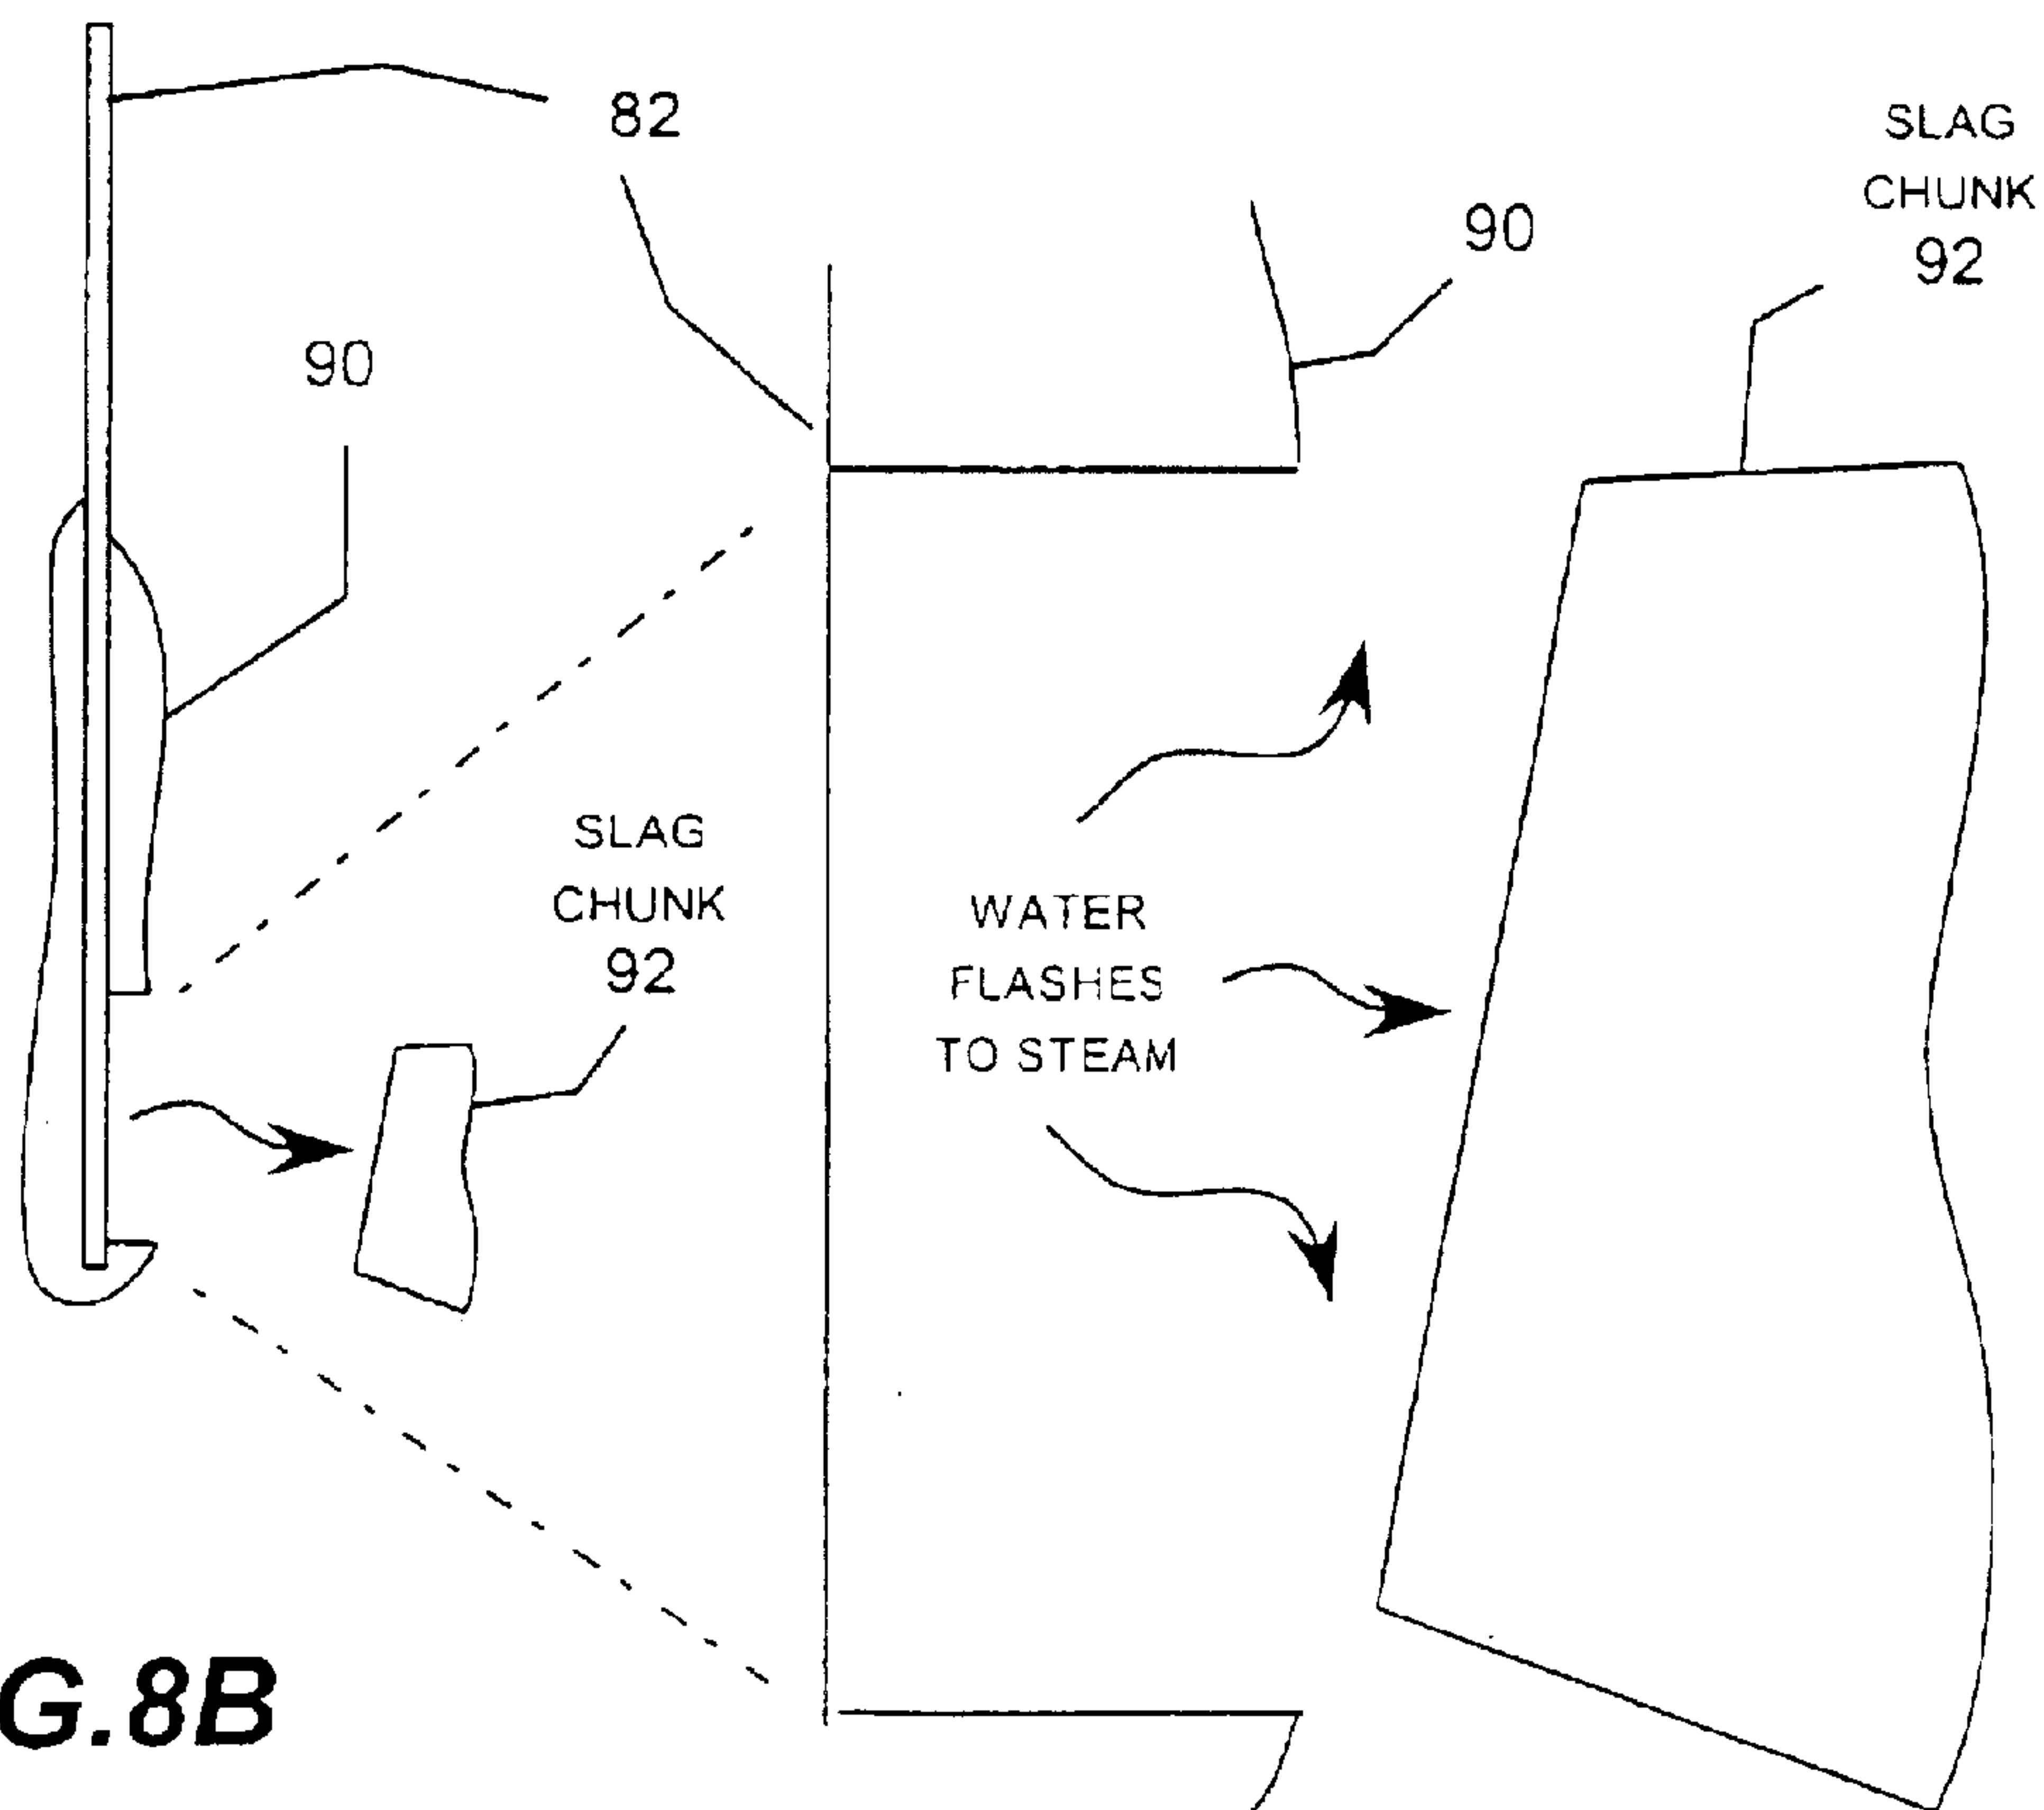 82
SLAG
CHUNK
92
90
90
SLAG
CHUNK
92
WATER
FLASHES
TO STEAM
G.8B